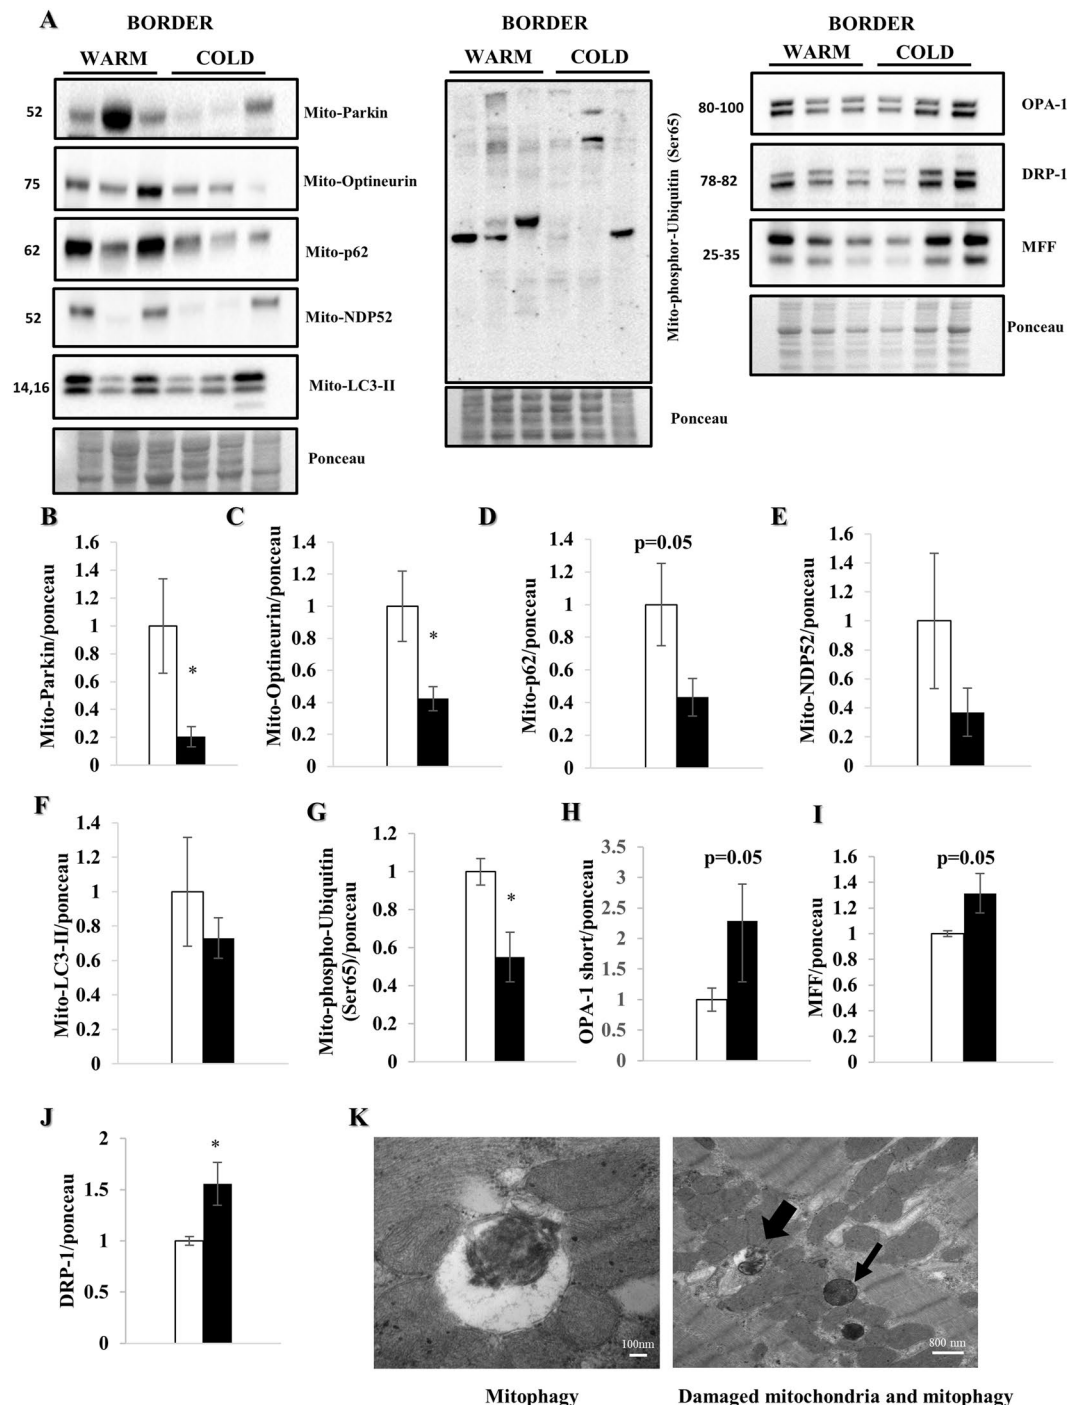 A
BORDER
WARM COLD
52
Mito-Parkin
75
Mito-Optineurin
62
Mito-p62
52
Mito-NDP52
14,16
Mito-LC3-II
Ponceau
BORDER
WARM COLD
Mito-phosphor-Ubiquitin (Ser65)
Ponceau
BORDER
WARM COLD
80-100
OPA-1
78-82
DRP-1
25-35
MFF
Ponceau
B
Mito-Parkin/ponceau
1.6
1.4
1.2
1
0.8
0.6
0.4
0.2
0
*
C
Mito-Optineurin/ponceau
1.4
1.2
1
0.8
0.6
0.4
0.2
0
*
D
Mito-p62/ponceau
1.4
1.2
1
0.8
0.6
0.4
0.2
0
p=0.05
E
Mito-NDP52/ponceau
1.6
1.4
1.2
1
0.8
0.6
0.4
0.2
0
F
Mito-LC3-II/ponceau
1.4
1.2
1
0.8
0.6
0.4
0.2
0
G
Mito-phospho-Ubiquitin
(Ser65)/ponceau
1.2
1
0.8
0.6
0.4
0.2
0
*
H
OPA-1 short/ponceau
3.5
3
2.5
2
1.5
1
0.5
0
p=0.05
I
MFF/ponceau
1.6
1.4
1.2
1
0.8
0.6
0.4
0.2
0
p=0.05
J
DRP-1/ponceau
2
1.5
1
0.5
0
*
K
100nm
Mitophagy
800 nm
Damaged mitochondria and mitophagy